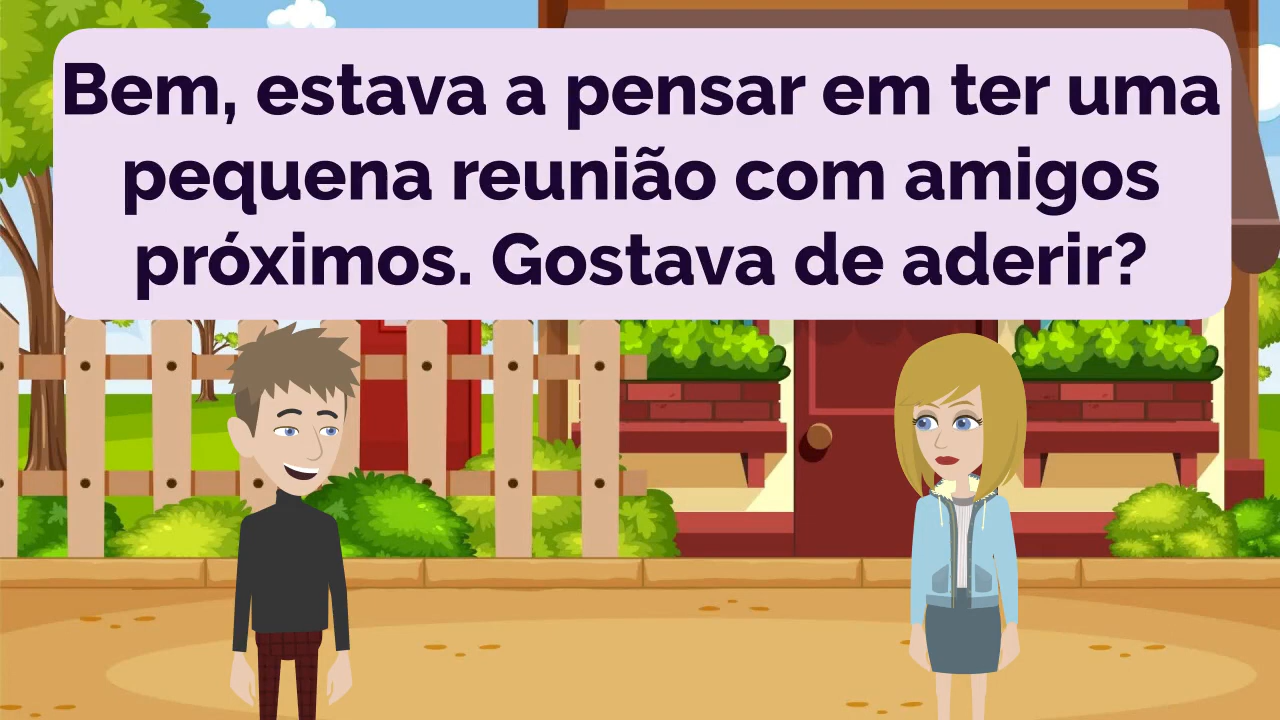 Bem, estava a pensar em ter uma
pequena reunião com amigos
próximos. Gostava de aderir?